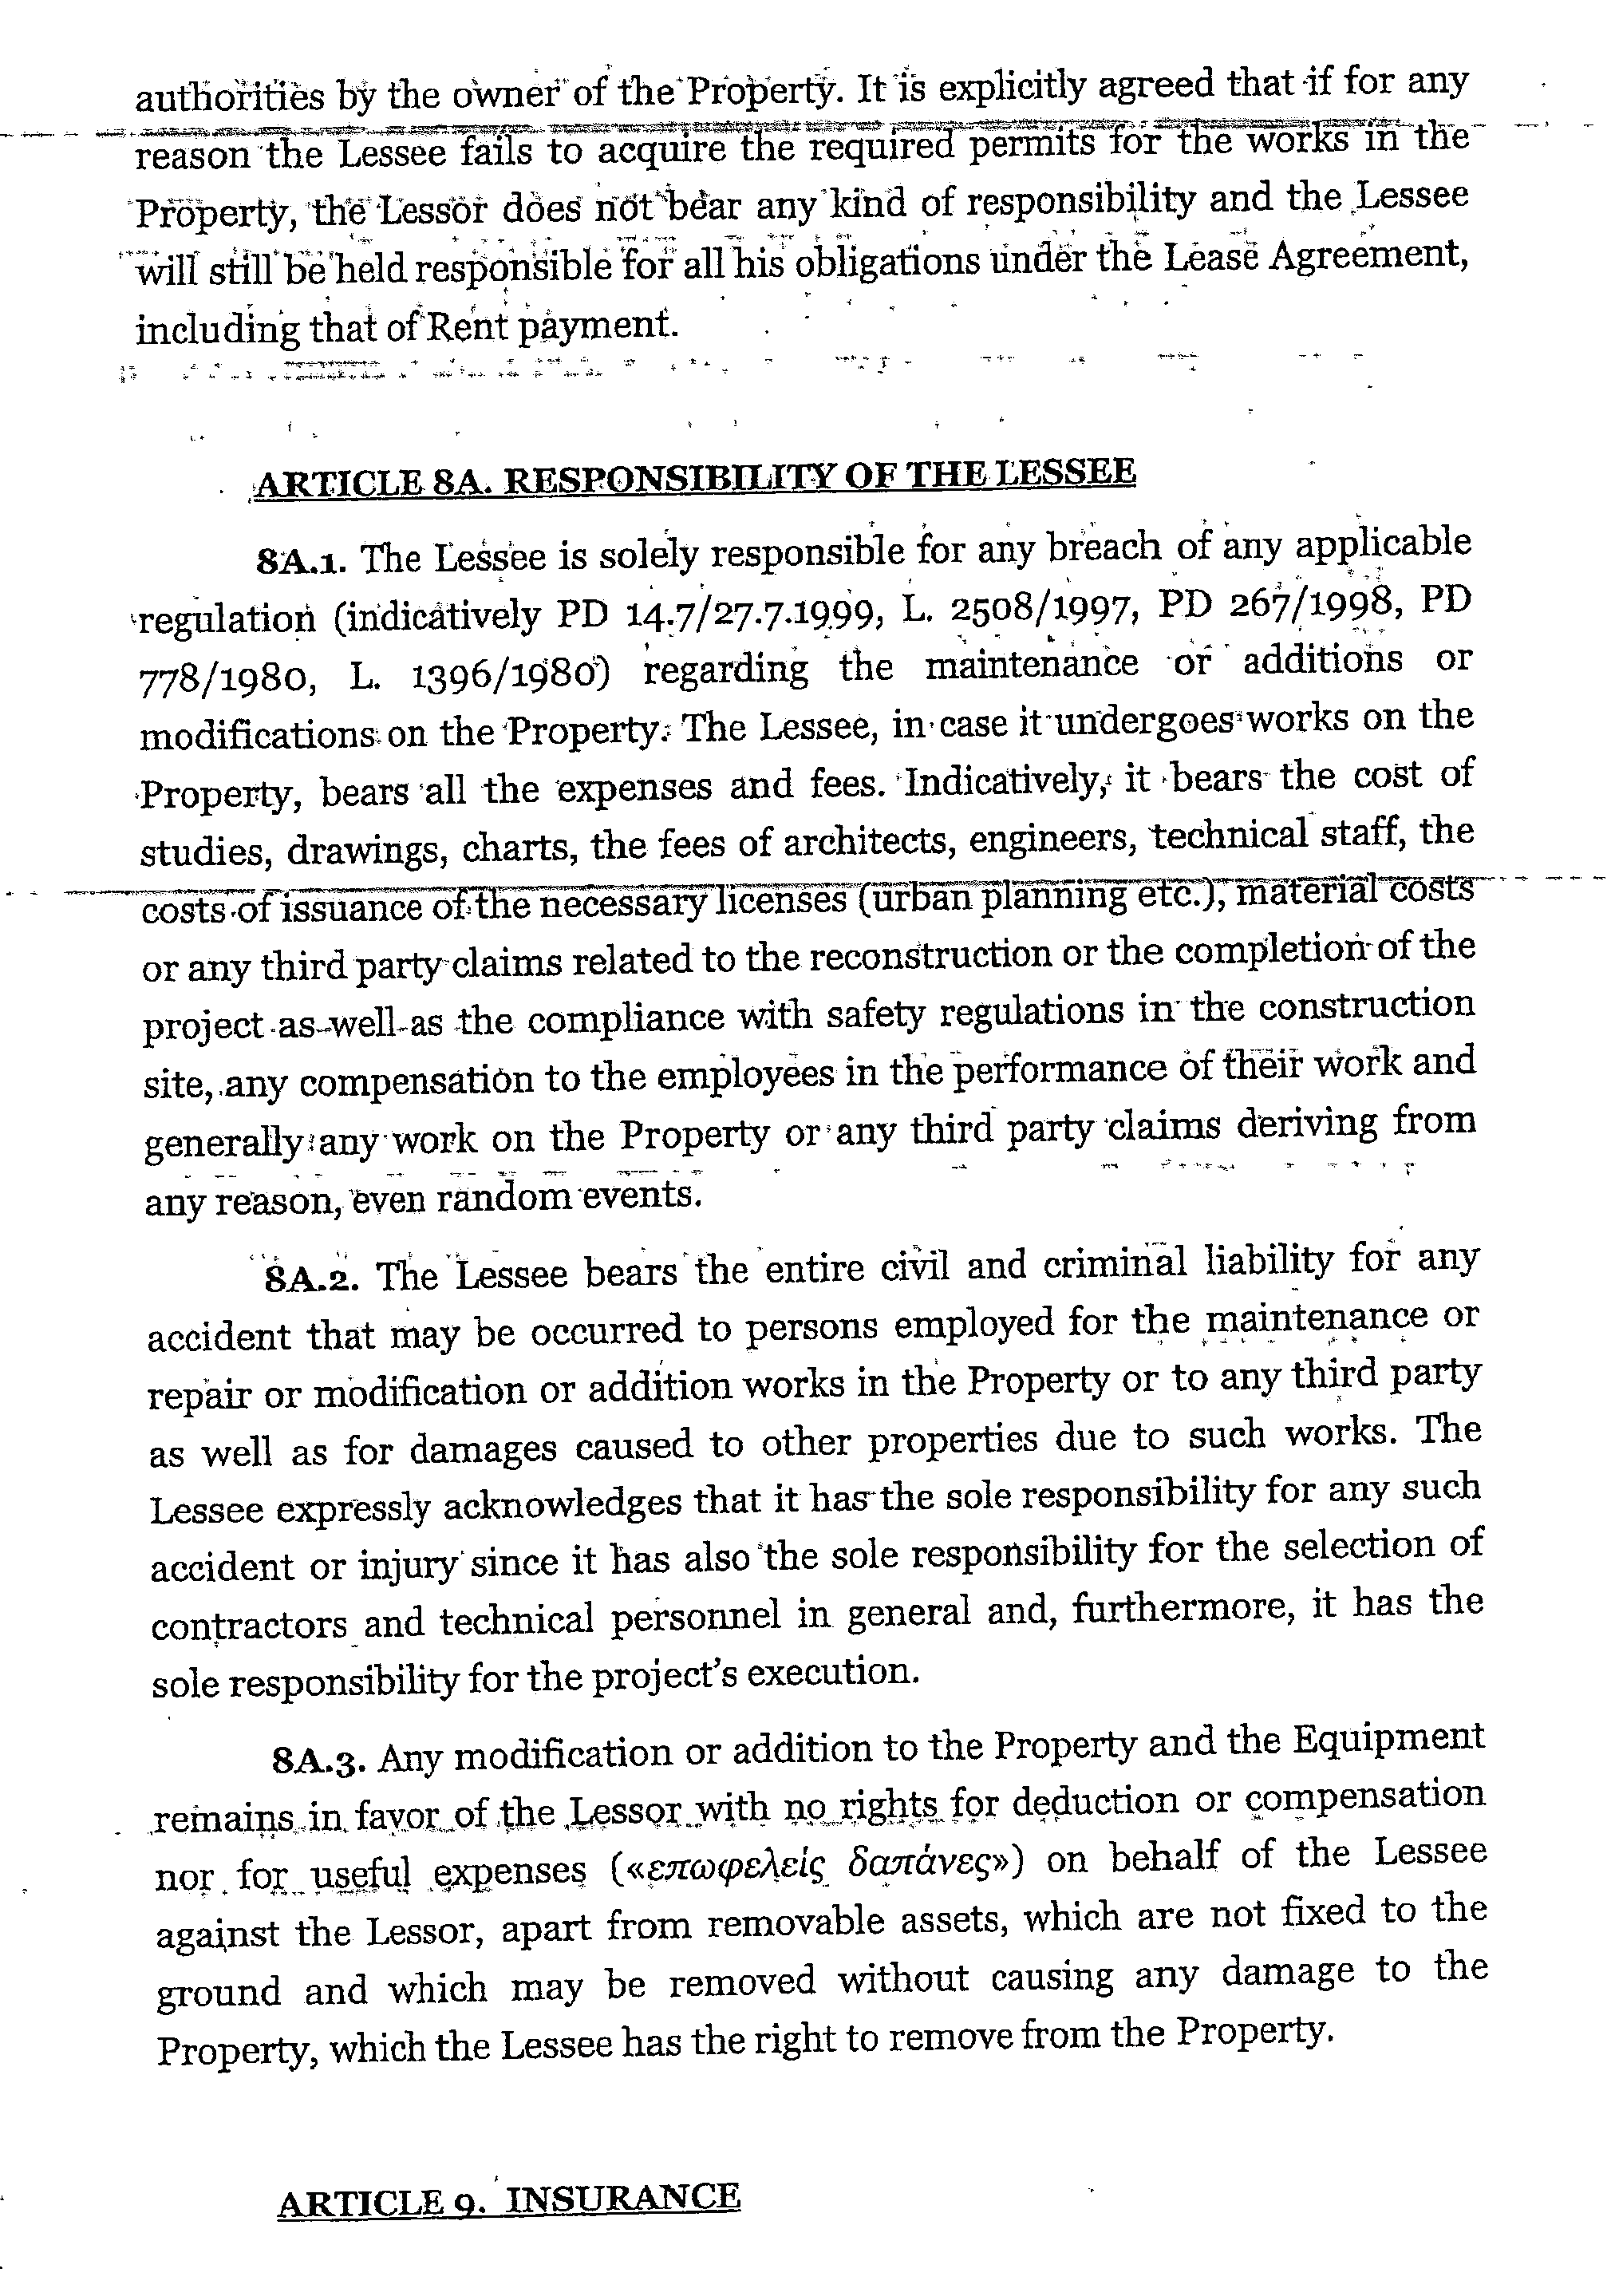 authorities by the owner of the Property. It is explicitly agreed that if for any
reason the Lessee fails to acquire the required permits for the works in the
Property, the Lessor does not bear any kind of responsibility and the Lessee
will still be held responsible for all his obligations under the Lease Agreement,
including that of Rent payment.
ARTICLE 8A. RESPONSIBILITY OF THE LESSEE
8A.1. The Lessee is solely responsible for any breach of any applicable
regulation (indicatively PD 14.7/27.7.1999, L. 2508/1997, PD 267/1998, PD
778/1980, L. 1396/1980) regarding the maintenance or additions or
modifications on the Property. The Lessee, in case it undergoes works on the
Property, bears all the expenses and fees. Indicatively, it bears the cost of
studies, drawings, charts, the fees of architects, engineers, technical staff, the
costs of issuance of the necessary licenses (urban planning etc.), material costs
or any third party claims related to the reconstruction or the completion of the
project as well as the compliance with safety regulations in the construction
site, any compensation to the employees in the performance of their work and
generally any work on the Property or any third party claims deriving from
any reason, even random events.
8A.2. The Lessee bears the entire civil and criminal liability for any
accident that may be occurred to persons employed for the maintenance or
repair or modification or addition works in the Property or to any third party
as well as for damages caused to other properties due to such works. The
Lessee expressly acknowledges that it has the sole responsibility for any such
accident or injury since it has also the sole responsibility for the selection of
contractors and technical personnel in general and, furthermore, it has the
sole responsibility for the project's execution.
8A.3. Any modification or addition to the Property and the Equipment
remains in favor of the Lessor with no rights for deduction or compensation
nor for useful expenses («επωφελείς δαπάνες») on behalf of the Lessee
against the Lessor, apart from removable assets, which are not fixed to the
ground and which may be removed without causing any damage to the
Property, which the Lessee has the right to remove from the Property.
ARTICLE 9. INSURANCE